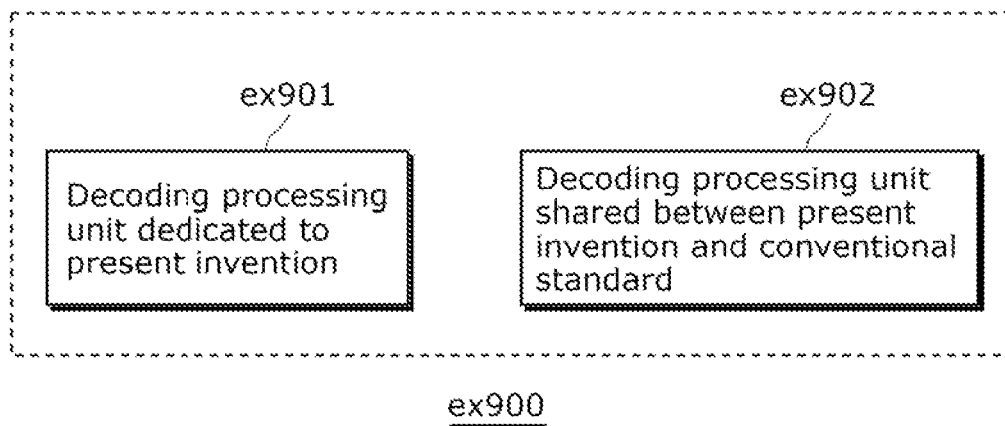 ex901
ex902
Decoding processing
unit dedicated to
present invention
Decoding processing unit
shared between present
invention and conventional
standard
ex900